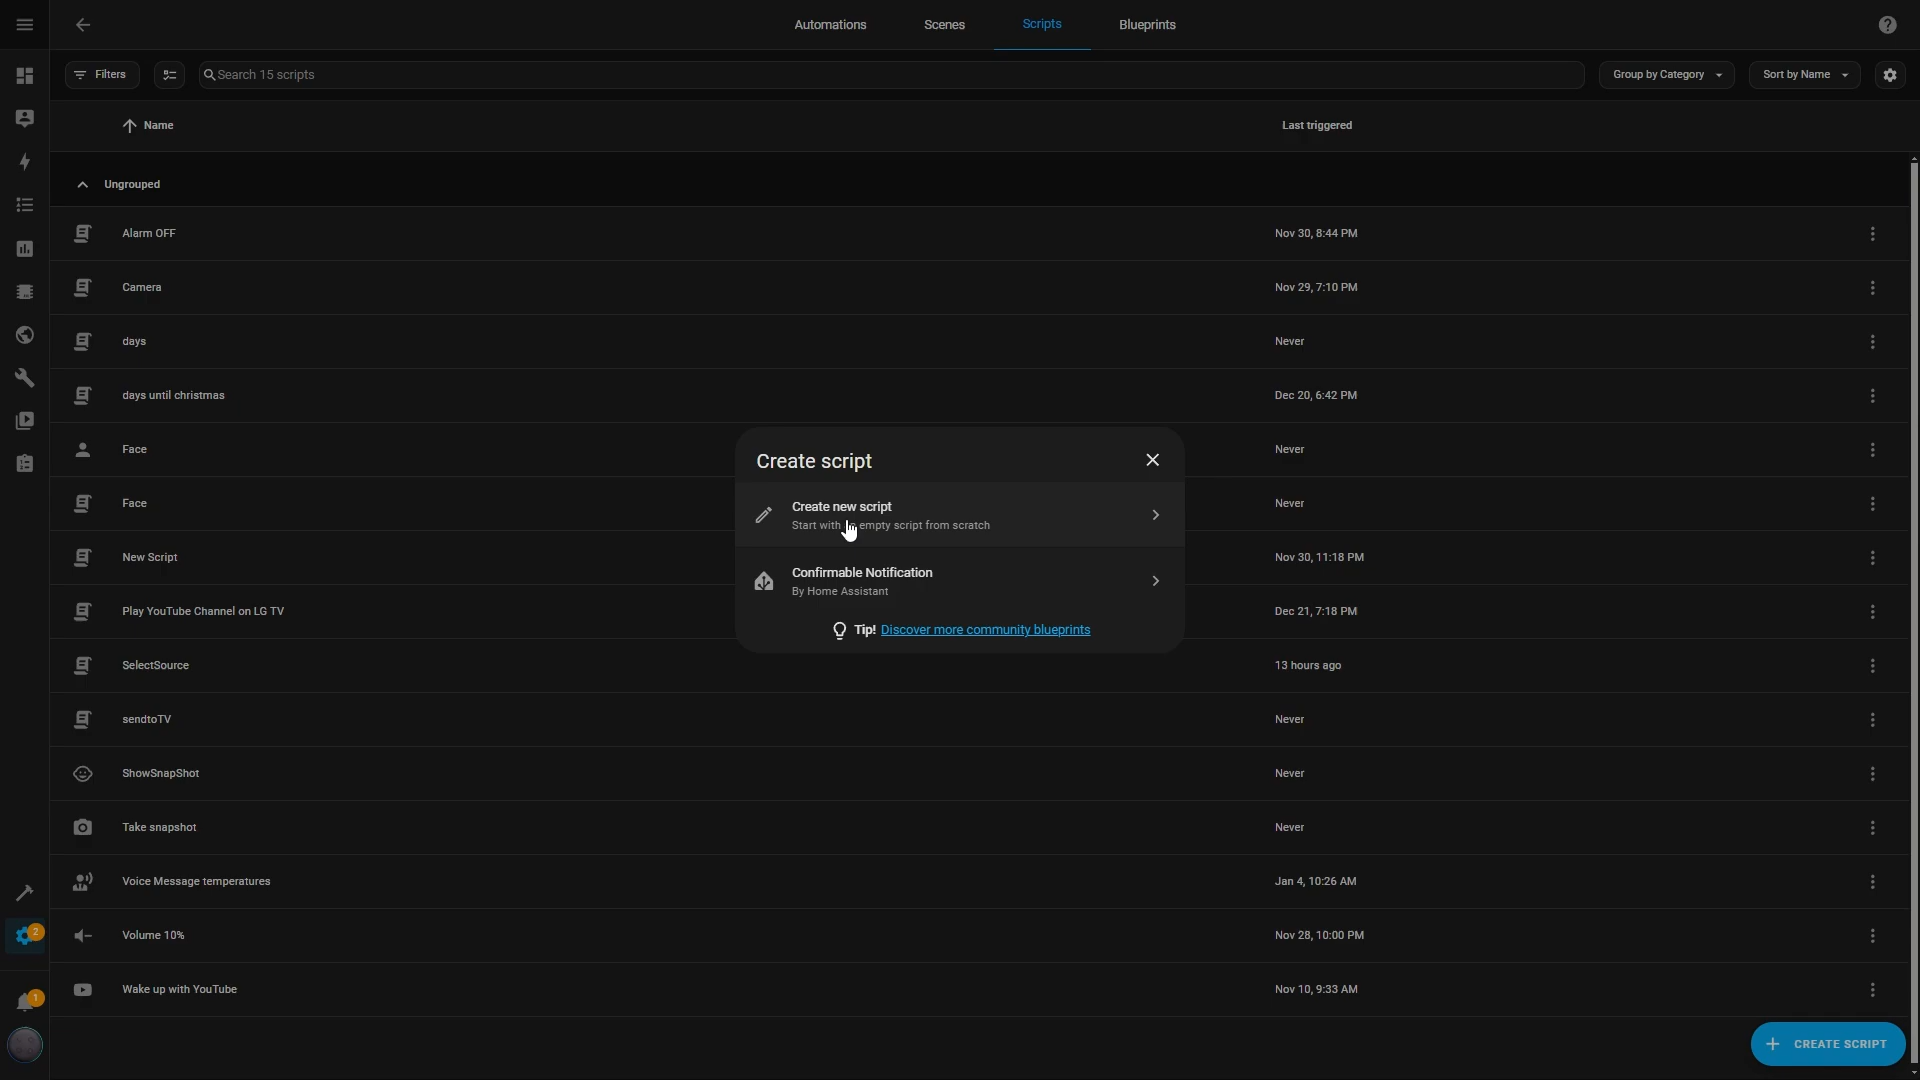 Automations
Scenes
Scripts
Blueprints
Filters
Search 15 scripts
Group by Category
Sort by Name
Name
Last triggered
Ungrouped
Alarm OFF
Nov 30, 8:44 PM
Camera
Nov 29, 7:10 PM
days
Never
days until christmas
Dec 20, 6:42 PM
Face
Never
Face
Never
New Script
Nov 30, 11:18 PM
Play YouTube Channel on LG TV
Dec 21, 7:18 PM
SelectSource
13 hours ago
sendtoTV
Never
ShowSnapShot
Never
Take snapshot
Never
Voice Message temperatures
Jan 4, 10:26 AM
Volume 10%
Nov 28, 10:00 PM
Wake up with YouTube
Nov 10, 9:33 AM
Create script
Create new script
Start with empty script from scratch
Confirmable Notification
By Home Assistant
Tip! Discover more community blueprints
2
1
CREATE SCRIPT